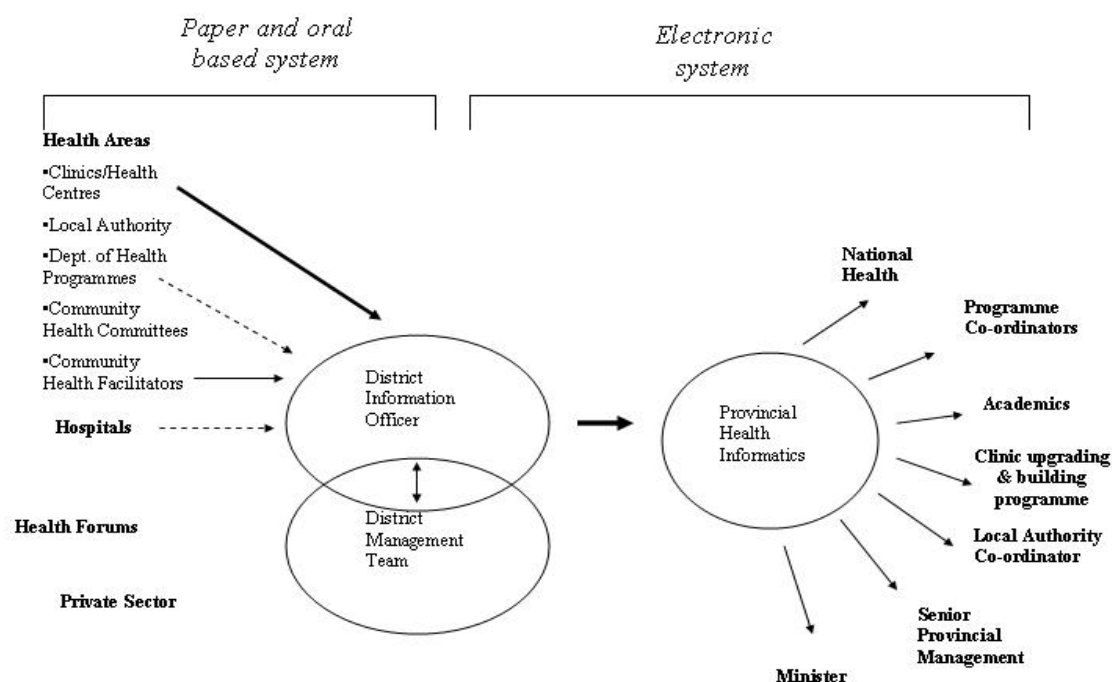 Paper and oral
based system
Electronic
system
Health Areas
▪Clinics/Health
Centres
▪Local Authority
▪Dept. of Health
Programmes
▪Community
Health Committees
▪Community
Health Facilitators
Hospitals
Health Forums
Private Sector
District
Information
Officer
District
Management
Team
Provincial
Health
Informatics
National
Health
Programme
Co-ordinators
Academics
Clinic upgrading
& building
programme
Local Authority
Co-ordinator
Senior
Provincial
Management
Minister